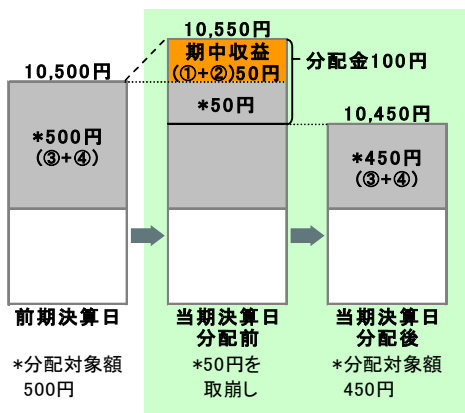 10,500円
*500円
(③+④)
前期決算日
*分配対象額
500円
10,550円
期中収益
(①+②)50円
*50円
分配金100円
当期決算日
分配前
*50円を
取崩し
10,450円
*450円
(③+④)
当期決算日
分配後
*分配対象額
450円